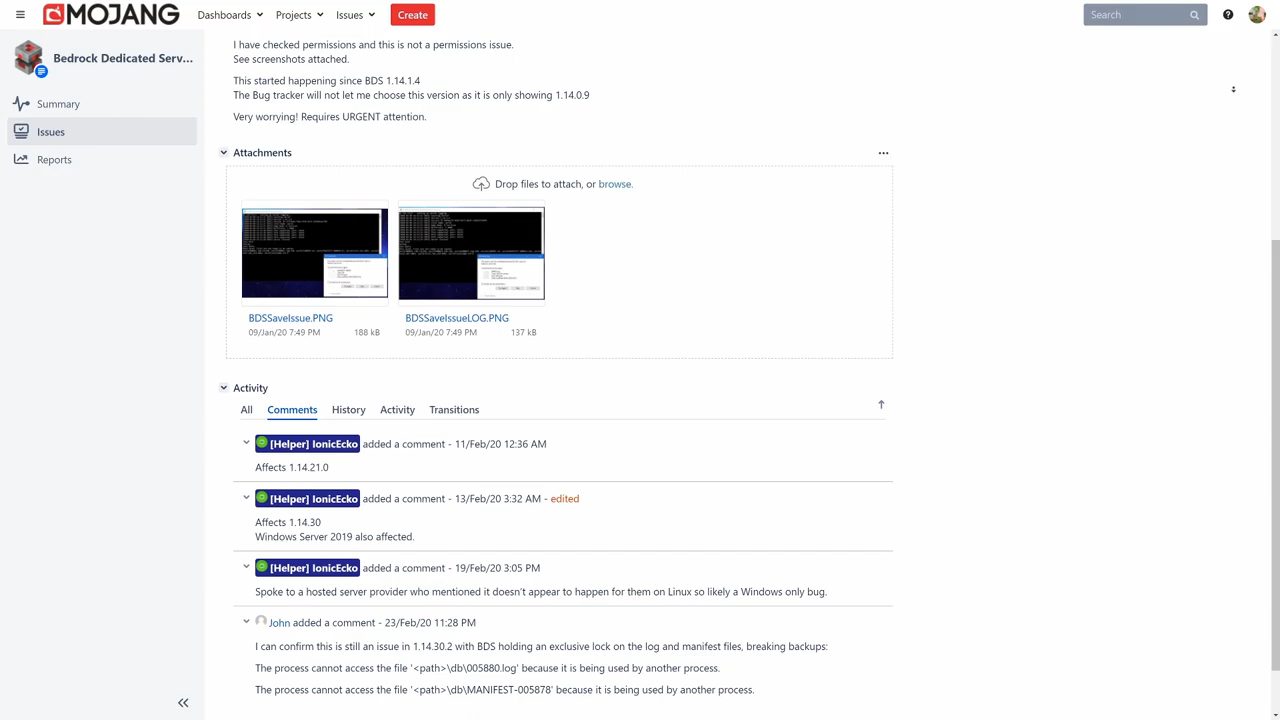 MOJANG
Dashboards
Projects
Issues
Create
Search
Bedrock Dedicated Serv...
Summary
Issues
Reports
I have checked permissions and this is not a permissions issue.
See screenshots attached.
This started happening since BDS 1.14.1.4
The Bug tracker will not let me choose this version as it is only showing 1.14.0.9
Very worrying! Requires URGENT attention.
Attachments
Drop files to attach, or browse.
BDSSaveIssue.PNG
09/Jan/20 7:49 PM 188 kB
BDSSaveIssueLOG.PNG
09/Jan/20 7:49 PM 137 kB
Activity
All Comments History Activity Transitions
[Helper] IonicEcko added a comment - 11/Feb/20 12:36 AM
Affects 1.14.21.0
[Helper] IonicEcko added a comment - 13/Feb/20 3:32 AM - edited
Affects 1.14.30
Windows Server 2019 also affected.
[Helper] IonicEcko added a comment - 19/Feb/20 3:05 PM
Spoke to a hosted server provider who mentioned it doesn't appear to happen for them on Linux so likely a Windows only bug.
John added a comment - 23/Feb/20 11:28 PM
I can confirm this is still an issue in 1.14.30.2 with BDS holding an exclusive lock on the log and manifest files, breaking backups:
The process cannot access the file '<path>\db\005880.log' because it is being used by another process.
The process cannot access the file '<path>\db\MANIFEST-005878' because it is being used by another process.